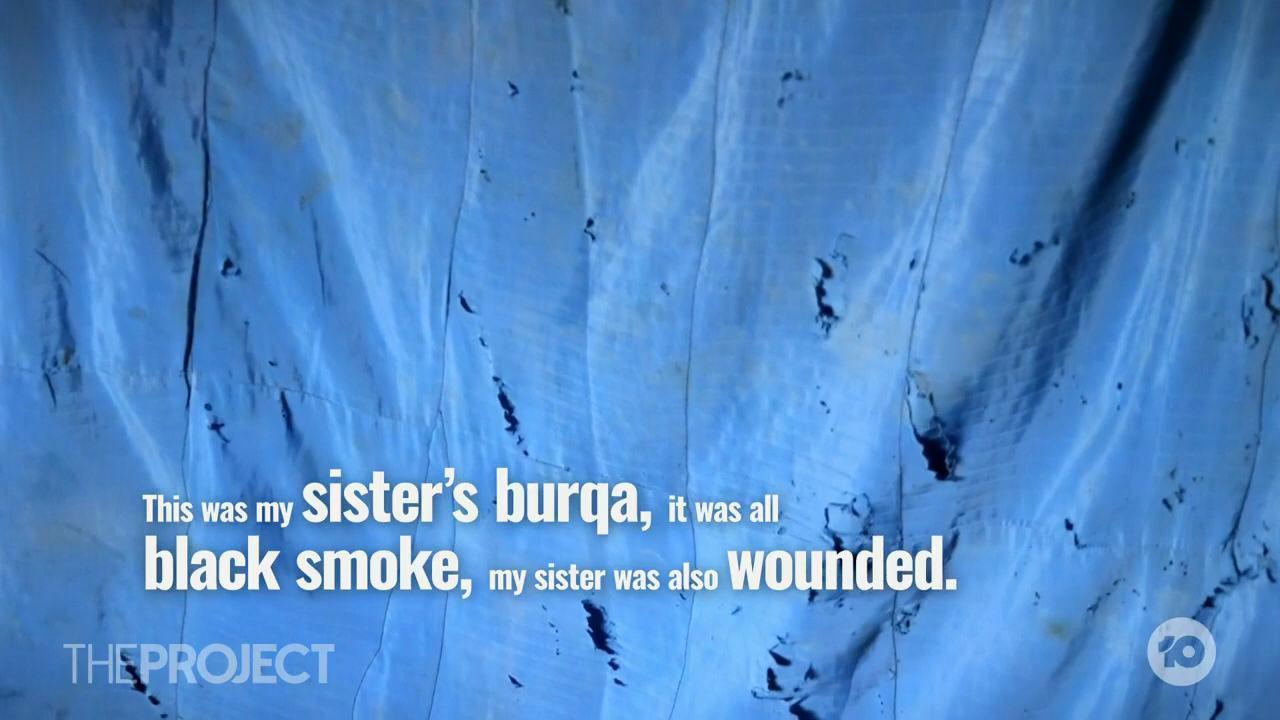 This was my sister’s burqa, it was all
black smoke, my sister was also wounded.
THEPROJECT
10